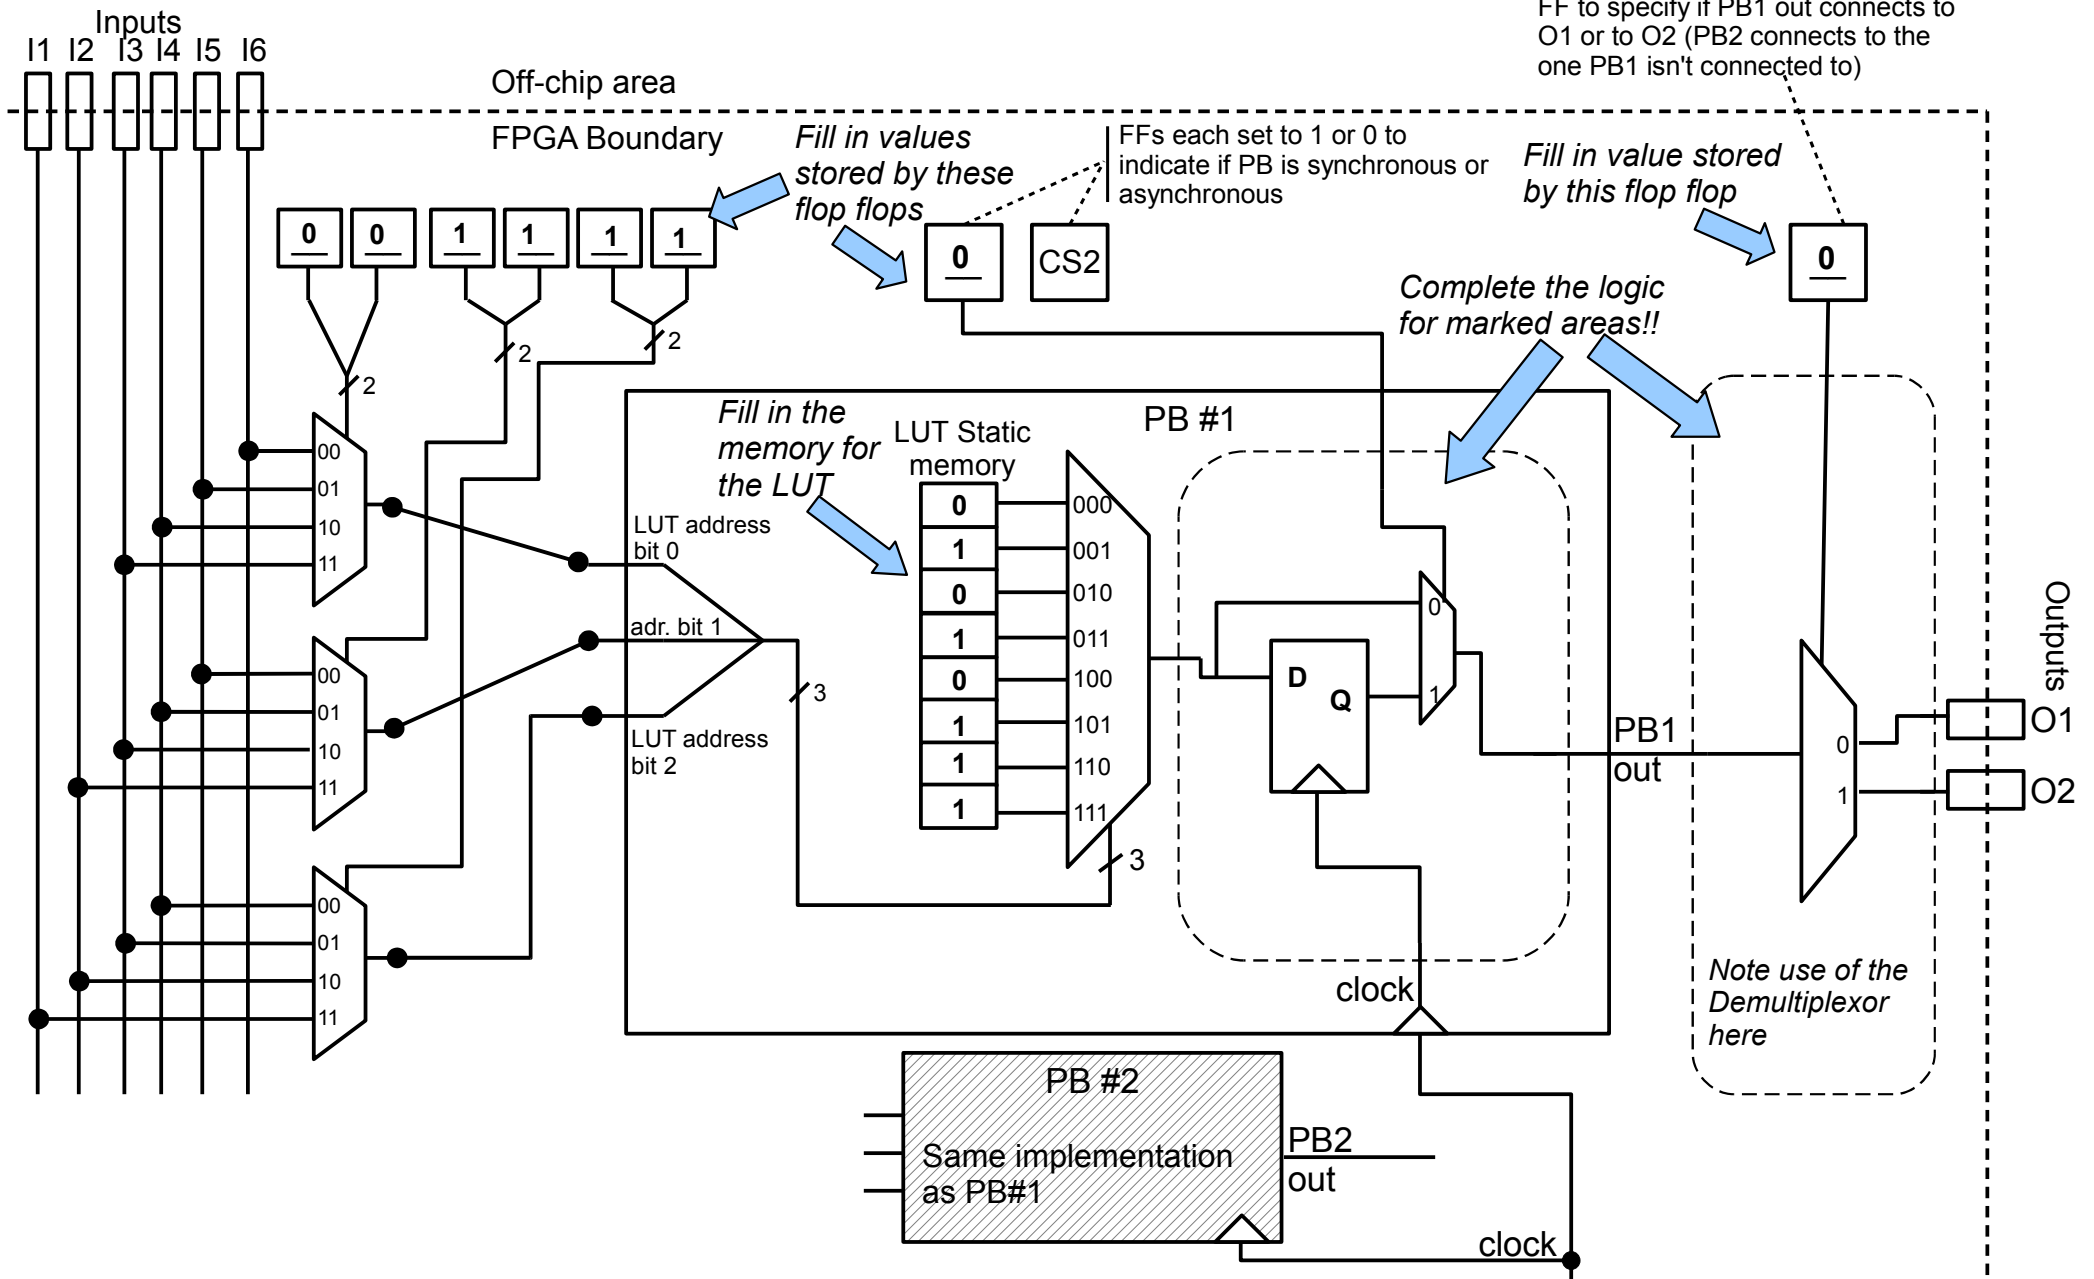 FF to specify if PB1 out connects to
O1 or to O2 (PB2 connects to the
one PB1 isn't connected to)
Inputs
I1 I2 I3 I4 I5 I6
Off-chip area
FPGA Boundary
Fill in values
stored by these
flop flops
FFs each set to 1 or 0 to
indicate if PB is synchronous or
asynchronous
Fill in value stored
by this flop flop
0 0 1 1 1 1
0
CS2
0
Complete the logic
for marked areas!!
2
2
2
00
01
10
11
00
01
10
11
00
01
10
11
PB #1
Fill in the
memory for
the LUT
LUT Static
memory
LUT address
bit 0
adr. bit 1
LUT address
bit 2
3
0 000
1 001
0 010
1 011
0 100
1 101
1 110
1 111
3
D
Q
0
1
clock
PB1
out
0
1
Outputs
O1
O2
Note use of the
Demultiplexor
here
PB #2
Same implementation
as PB#1
PB2
out
clock